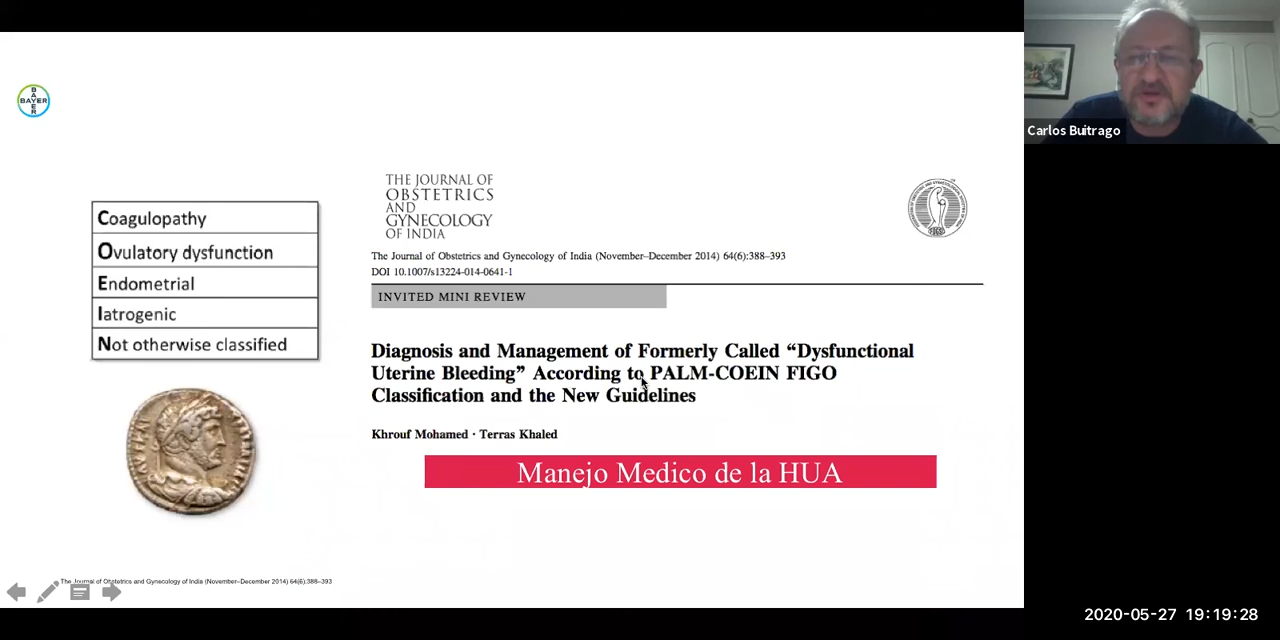 BAYER
BAYER
Coagulopathy
Ovulatory dysfunction
Endometrial
Iatrogenic
Not otherwise classified
THE JOURNAL OF
OBSTETRICS
AND
GYNECOLOGY
OF INDIA
The Journal of Obstetrics and Gynecology of India (November–December 2014) 64(6):388–393
DOI 10.1007/s13224-014-0641-1
INVITED MINI REVIEW
Diagnosis and Management of Formerly Called “Dysfunctional
Uterine Bleeding” According to PALM-COEIN FIGO
Classification and the New Guidelines
Khrouf Mohamed · Terras Khaled
Manejo Medico de la HUA
The Journal of Obstetrics and Gynecology of India (November–December 2014) 64(6):388–393
Carlos Buitrago
2020-05-27 19:19:28